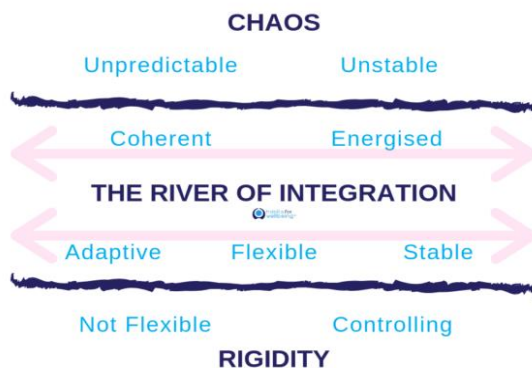 CHAOS
Unpredictable Unstable
Coherent Energised
THE RIVER OF INTEGRATION
Adaptive Flexible Stable
Not Flexible Controlling
RIGIDITY